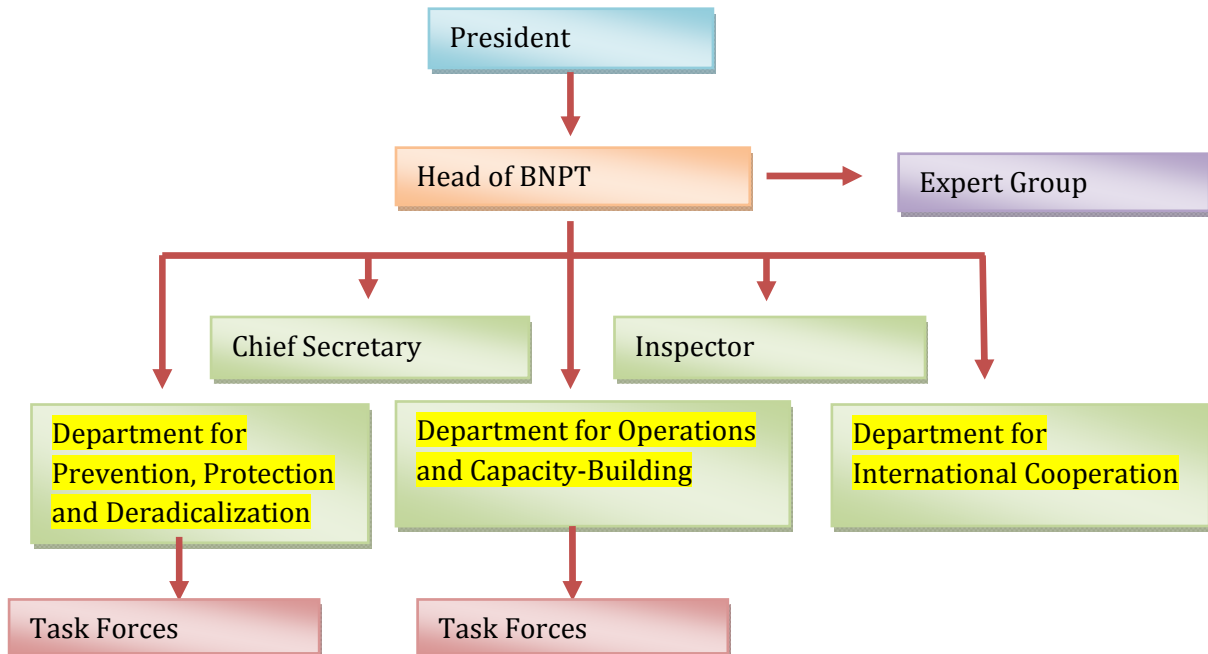 President
Head of BNPT
Expert Group
Chief Secretary
Inspector
Department for
Prevention, Protection
and Deradicalization
Department for Operations
and Capacity-Building
Department for
International Cooperation
Task Forces
Task Forces